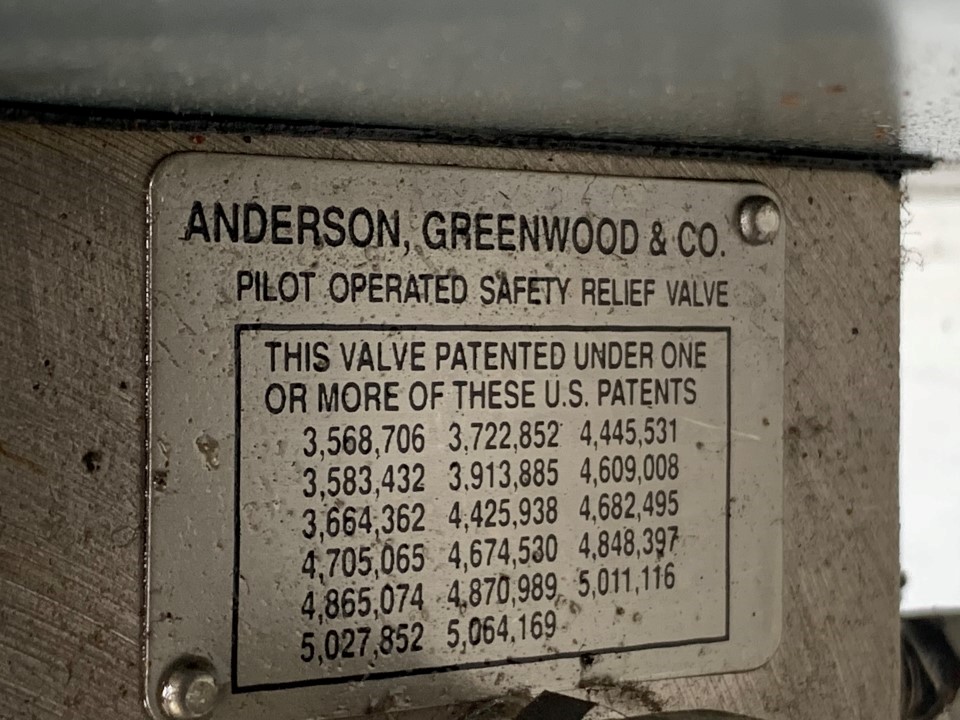 ANDERSON, GREENWOOD & CO.
PILOT OPERATED SAFETY RELIEF VALVE
THIS VALVE PATENTED UNDER ONE
OR MORE OF THESE U.S. PATENTS
3,568,706 3,722,852 4,445,531
3,583,432 3,913,885 4,609,008
3,664,362 4,425,938 4,682,495
4,705,065 4,674,530 4,848,397
4,865,074 4,870,989 5,011,116
5,027,852 5,064,169